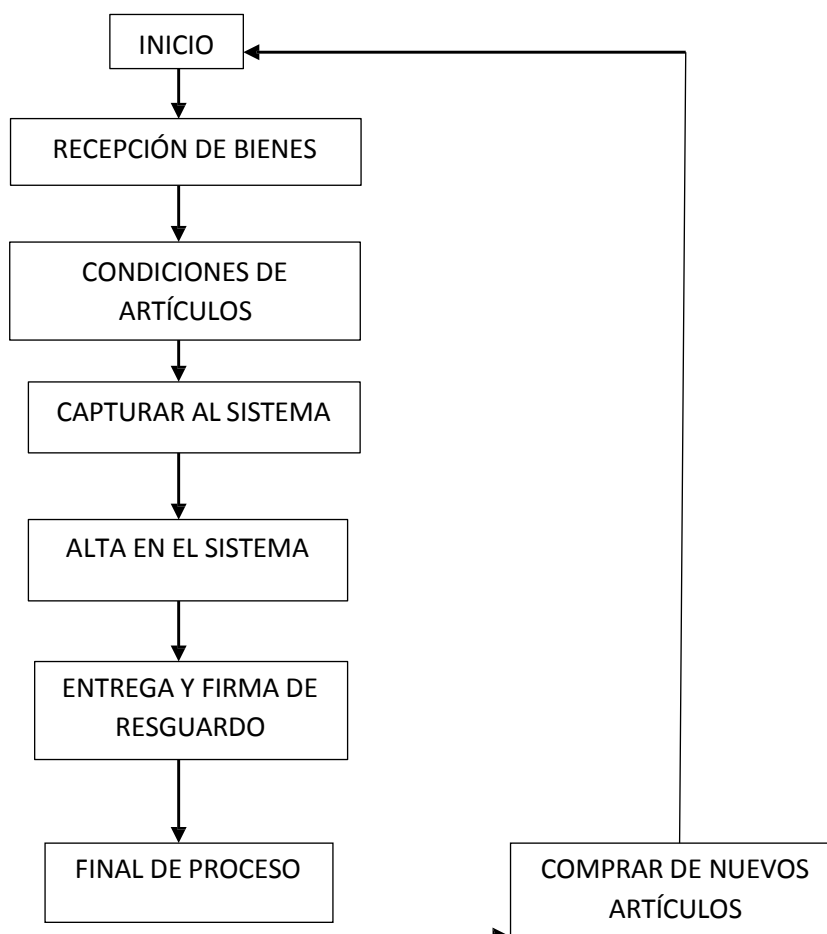 INICIO
RECEPCIÓN DE BIENES
CONDICIONES DE
ARTÍCULOS
CAPTURAR AL SISTEMA
ALTA EN EL SISTEMA
ENTREGA Y FIRMA DE
RESGUARDO
FINAL DE PROCESO
COMPRAR DE NUEVOS
ARTÍCULOS